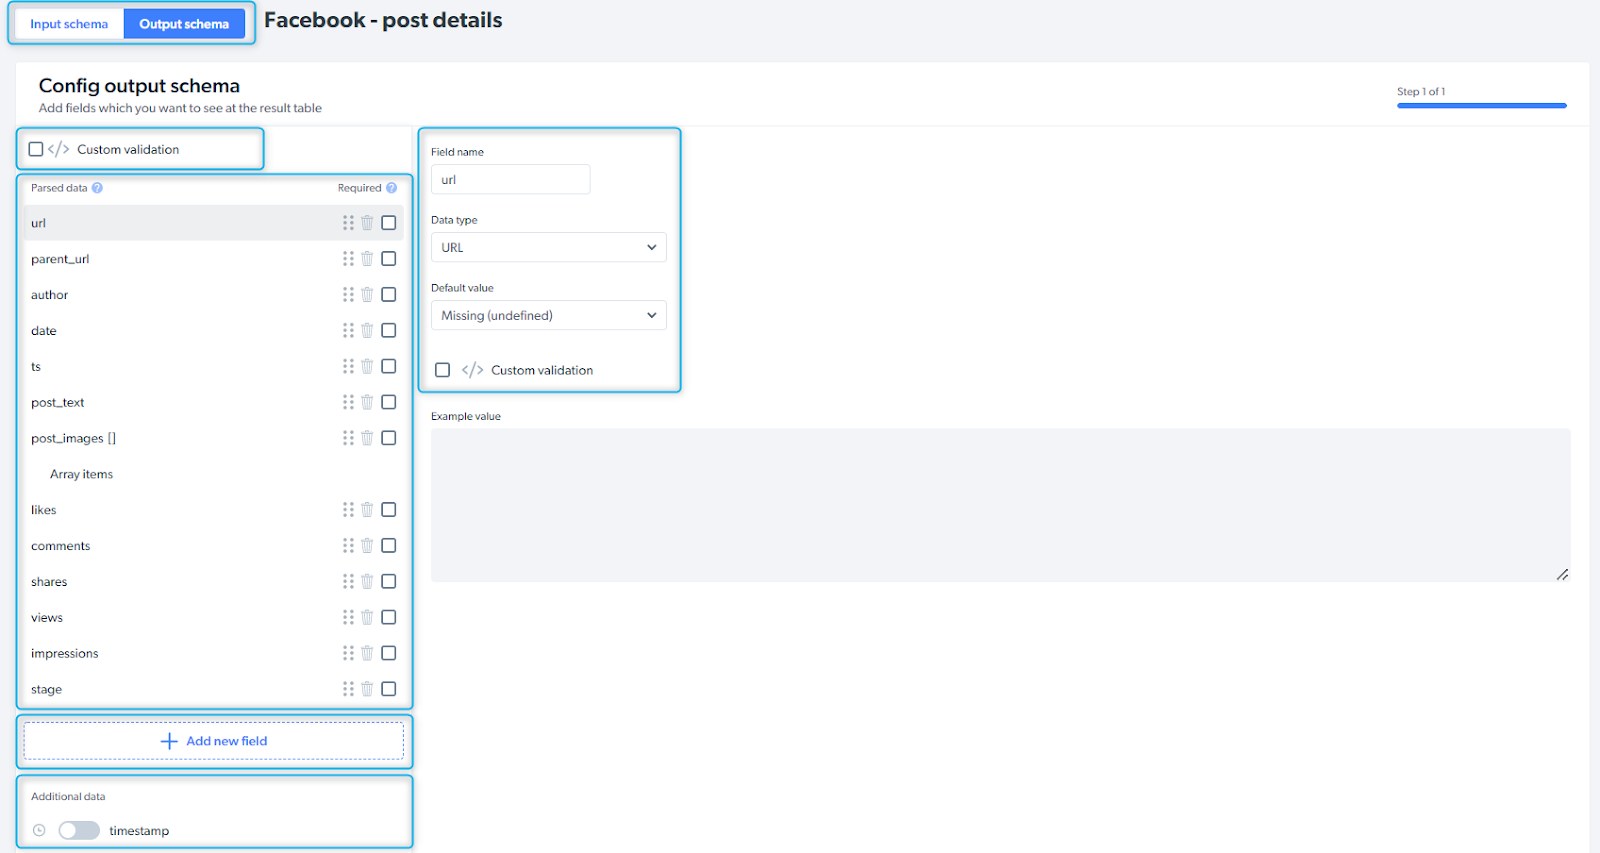 Input schema
Output schema
Facebook - post details
Config output schema
Add fields which you want to see at the result table
Step 1 of 1
</> Custom validation
Parsed data ?
Required ?
url
parent_url
author
date
ts
post_text
post_images []
Array items
likes
comments
shares
views
impressions
stage
+ Add new field
Additional data
timestamp
Field name
url
Data type
URL
Default value
Missing (undefined)
</> Custom validation
Example value